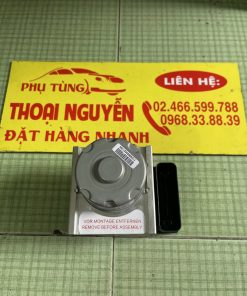 PHỤ TÙNG
LIÊN HỆ:
THOẠI NGUYỄN
02.466.599.788
0968.33.88.39
ĐẶT HÀNG NHANH
VOR MONTAGE ENTFERNEN
REMOVE BEFORE ASSEMBLY